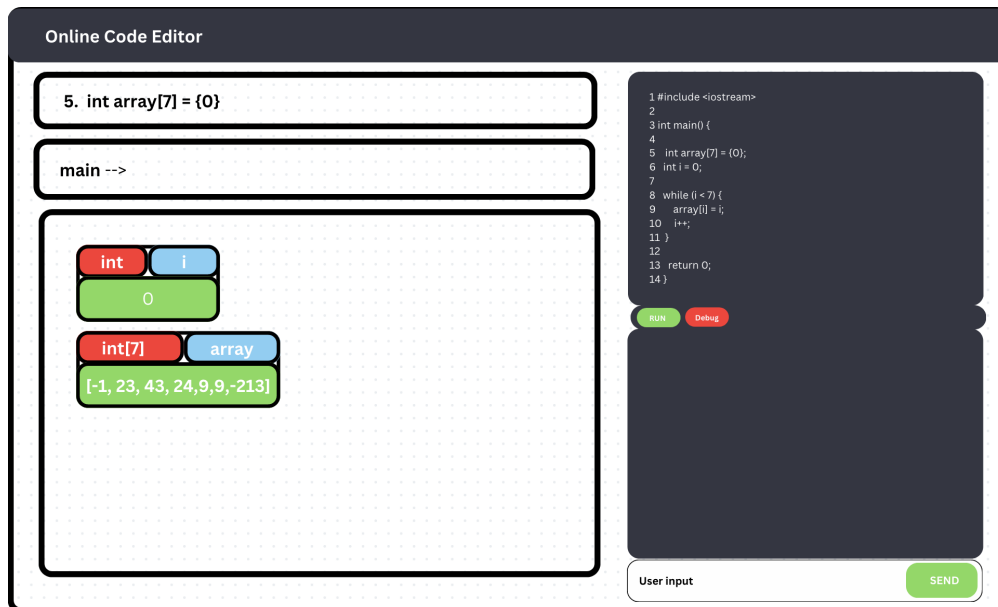 Online Code Editor
5. int array[7] = {0}
main -->
int i
0
int[7] array
[-1, 23, 43, 24,9,9,-213]
1 #include <iostream>
2
3 int main() {
4
5 int array[7] = {0};
6 int i = 0;
7
8 while (i < 7) {
9 array[i] = i;
10 i++;
11 }
12
13 return 0;
14 }
RUN Debug
User input SEND